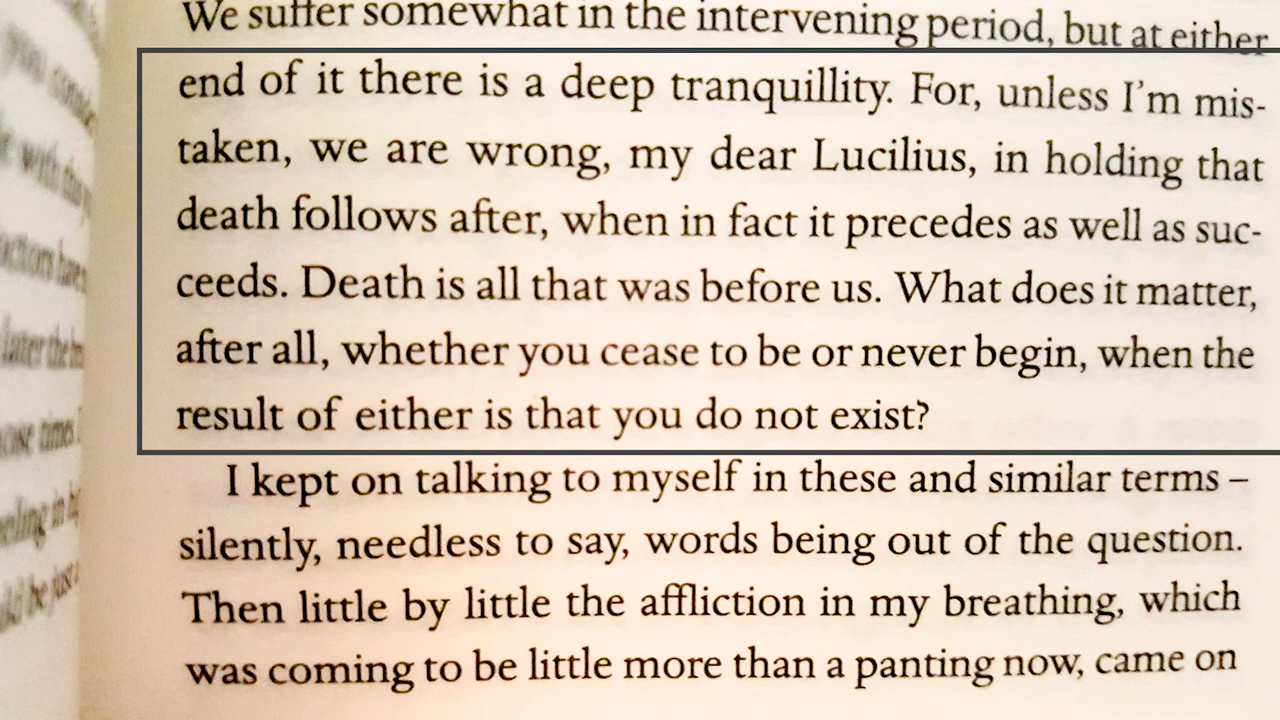 We suffer somewhat in the intervening period, but at either
end of it there is a deep tranquillity. For, unless I'm mis-
taken, we are wrong, my dear Lucilius, in holding that
death follows after, when in fact it precedes as well as suc-
ceeds. Death is all that was before us. What does it matter,
after all, whether you cease to be or never begin, when the
result of either is that you do not exist?
I kept on talking to myself in these and similar terms –
silently, needless to say, words being out of the question.
Then little by little the affliction in my breathing, which
was coming to be little more than a panting now, came on